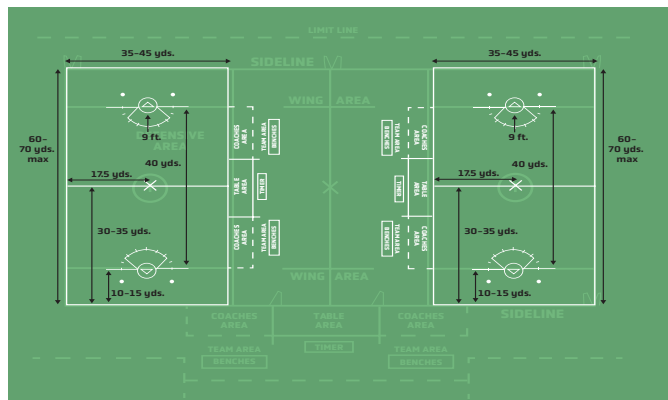 LIMIT LINE
35–45 yds.
35–45 yds.
SIDELINE
WING AREA
60–
70 yds.
max
60–
70 yds.
max
9 ft.
9 ft.
DEFENSIVE
AREA
COACHES
AREA
TEAM AREA
BENCHES
BENCHES
TEAM AREA
COACHES
AREA
40 yds.
40 yds.
17.5 yds.
17.5 yds.
TABLE
AREA
TIMER
TIMER
TABLE
AREA
30–35 yds.
30–35 yds.
COACHES
AREA
TEAM AREA
BENCHES
BENCHES
TEAM AREA
COACHES
AREA
WING AREA
10–15 yds.
10–15 yds.
COACHES
AREA
TABLE
AREA
COACHES
AREA
SIDELINE
TIMER
TEAM AREA
BENCHES
TEAM AREA
BENCHES